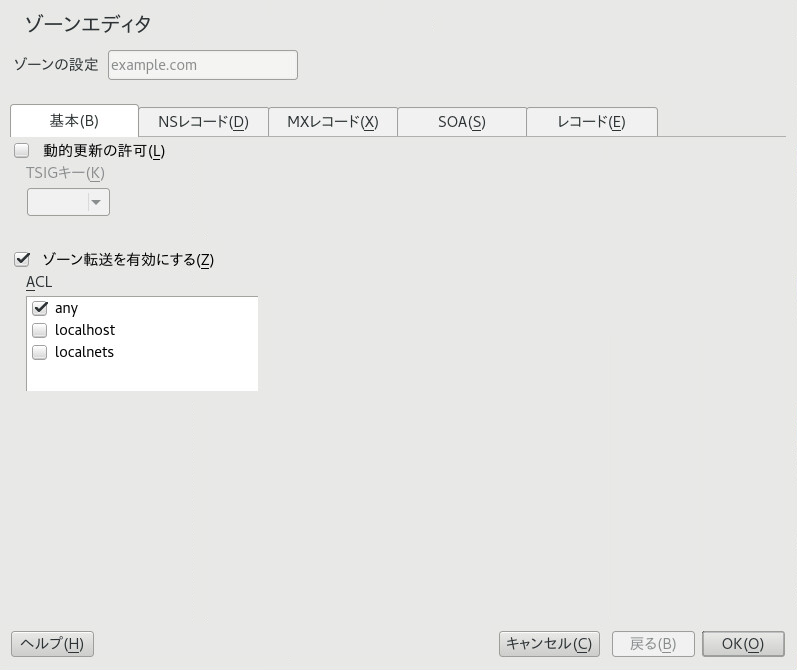 ゾーンエディタ
ゾーンの設定 example.com
基本(B) NSレコード(D) MXレコード(X) SOA(S) レコード(E)
動的更新の許可(L)
TSIGキー(K)
ゾーン転送を有効にする(Z)
ACL
any
localhost
localnets
ヘルプ(H) キャンセル(C) 戻る(B) OK(O)